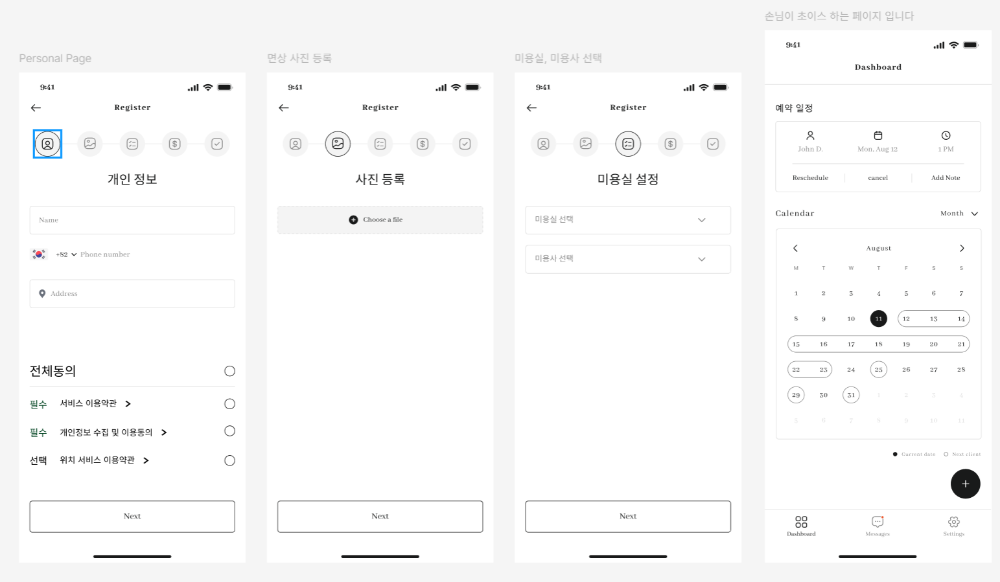 손님이 초이스 하는 페이지 입니다
Personal Page
면상 사진 등록
미용실, 미용사 선택
9:41
Register
개인 정보
Name
+82 Phone number
Address
전체동의
필수 서비스 이용약관 >
필수 개인정보 수집 및 이용동의 >
선택 위치 서비스 이용약관 >
Next
9:41
Register
사진 등록
Choose a file
Next
9:41
Register
미용실 설정
미용실 선택
미용사 선택
Next
9:41
Dashboard
예약 일정
John D. Mon, Aug 12 1 PM
Reschedule cancel Add Note
Calendar Month
August
M T W T F S S
1 2 3 4 5 6 7
8 9 10 11 12 13 14
15 16 17 18 19 20 21
22 23 24 25 26 27 28
29 30 31 1 2 3 4
5 6 7 8 9 10 11
Current date Next client
Dashboard Messages Settings